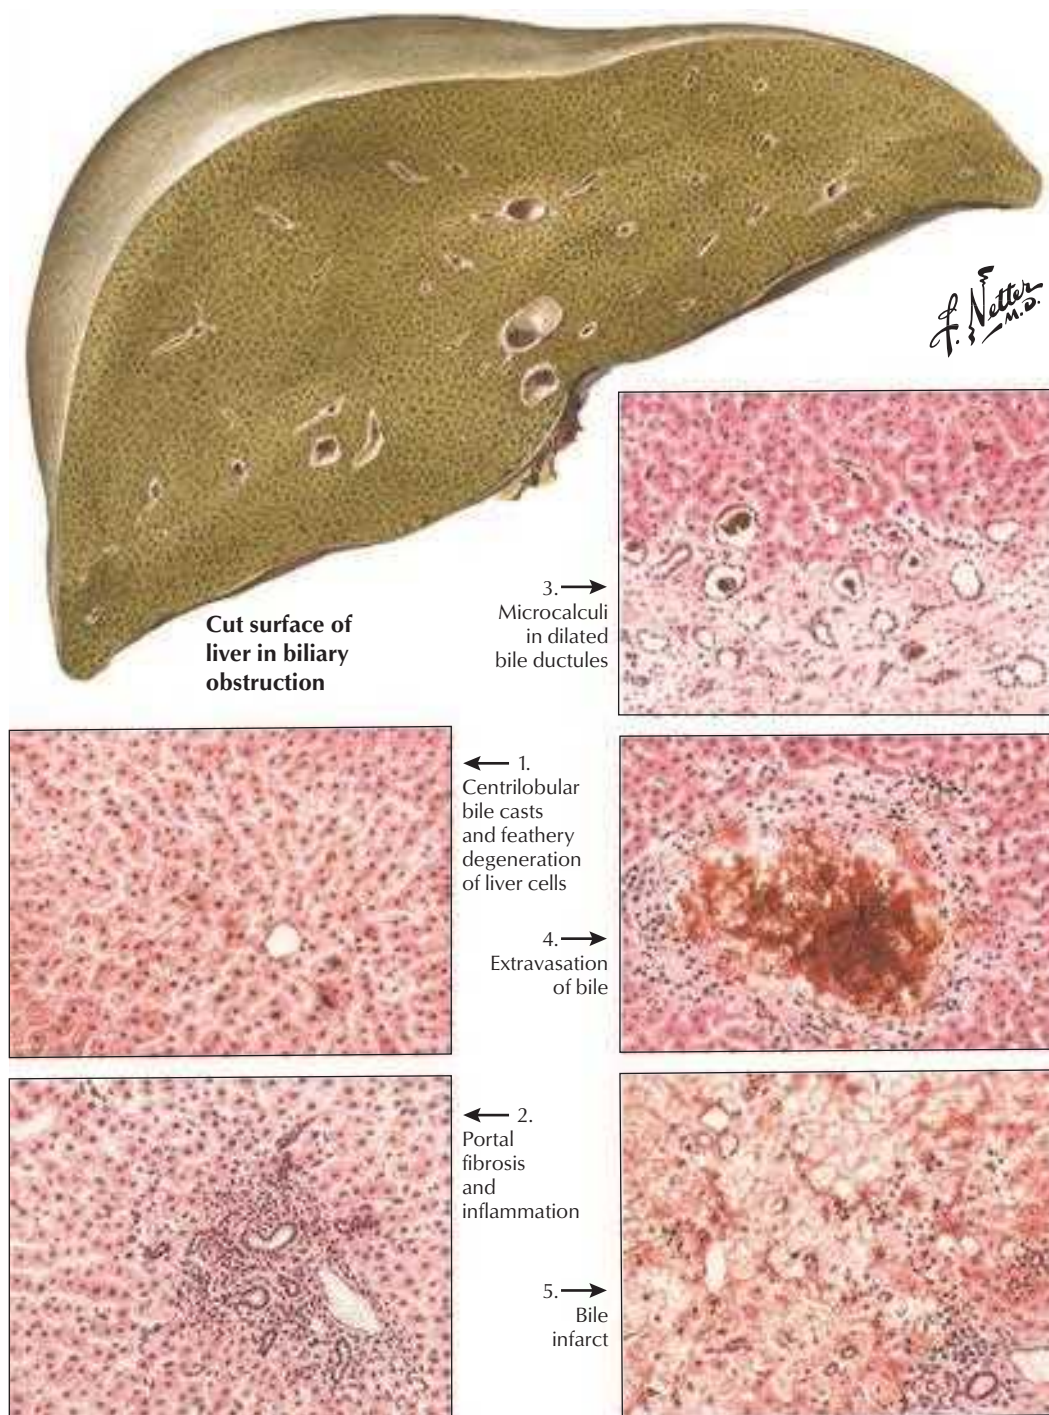 F. Netter
M.D.
Cut surface of
liver in biliary
obstruction
3.
Microcalculi
in dilated
bile ductules
1.
Centrilobular
bile casts
and feathery
degeneration
of liver cells
4.
Extravasation
of bile
2.
Portal
fibrosis
and
inflammation
5.
Bile
infarct